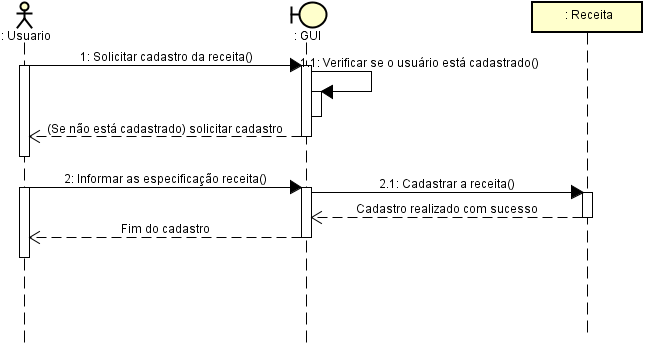 : Usuario
: GUI
: Receita
1: Solicitar cadastro da receita()
1.1: Verificar se o usuário está cadastrado()
(Se não está cadastrado) solicitar cadastro
2: Informar as especificação receita()
2.1: Cadastrar a receita()
Cadastro realizado com sucesso
Fim do cadastro